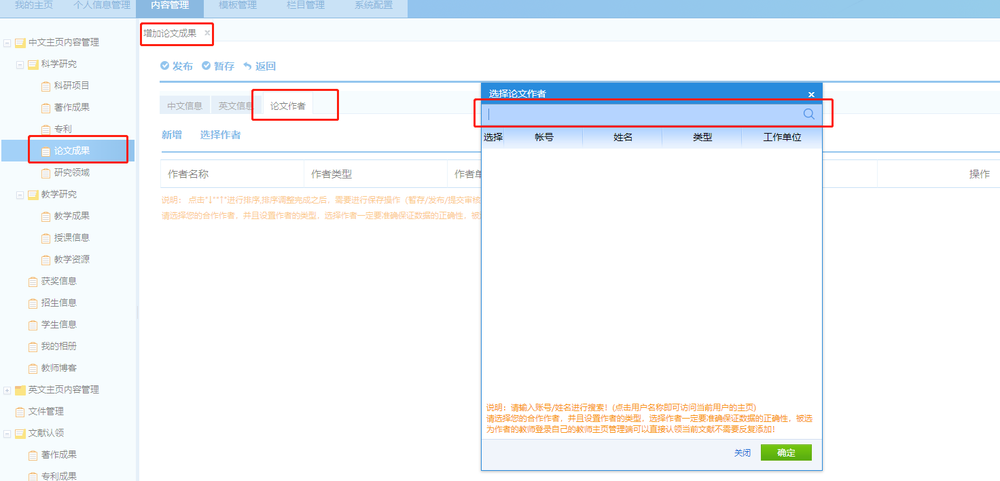 我的主页 个人信息管理 内容管理 模板管理 栏目管理 系统配置
增加论文成果 ×
中文主页内容管理
科学研究
科研项目
著作成果
专利
论文成果
研究领域
教学研究
教学成果
授课信息
教学资源
获奖信息
招生信息
学生信息
我的相册
教师博客
英文主页内容管理
文件管理
文献认领
著作成果
专利成果
发布 暂存 返回
中文信息 英文信息 论文作者
新增 选择作者
作者名称 作者类型 作者单 操作
说明： 点击"↓""↑"进行排序,排序调整完成之后，需要进行保存操作（暂存/发布/提交审核
请选择您的合作作者，并且设置作者的类型，选择作者一定要准确保证数据的正确性，被
选择论文作者 ×
选择 帐号 姓名 类型 工作单位
说明：请输入账号/姓名进行搜索！(点击用户名称即可访问当前用户的主页)
请选择您的合作作者，并且设置作者的类型，选择作者一定要准确保证数据的正确性，被选
为作者的教师登录自己的教师主页管理端可以直接认领当前文献不需要反复添加！
关闭 确定